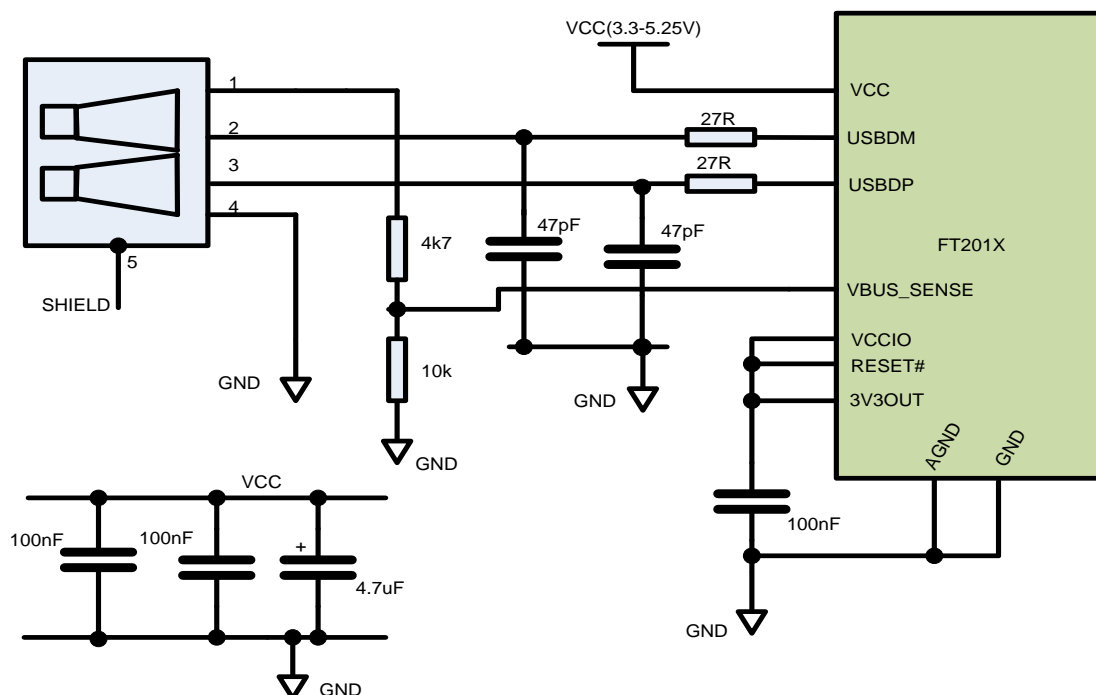 VCC(3.3-5.25V)
1
VCC
27R
2
USBDM
27R
3
USBDP
4
47pF
47pF
4k7
FT201X
5
SHIELD
VBUS_SENSE
VCCIO
RESET#
10k
GND
3V3OUT
GND
AGND
GND
GND
VCC
100nF
100nF
+
4.7uF
100nF
GND
GND